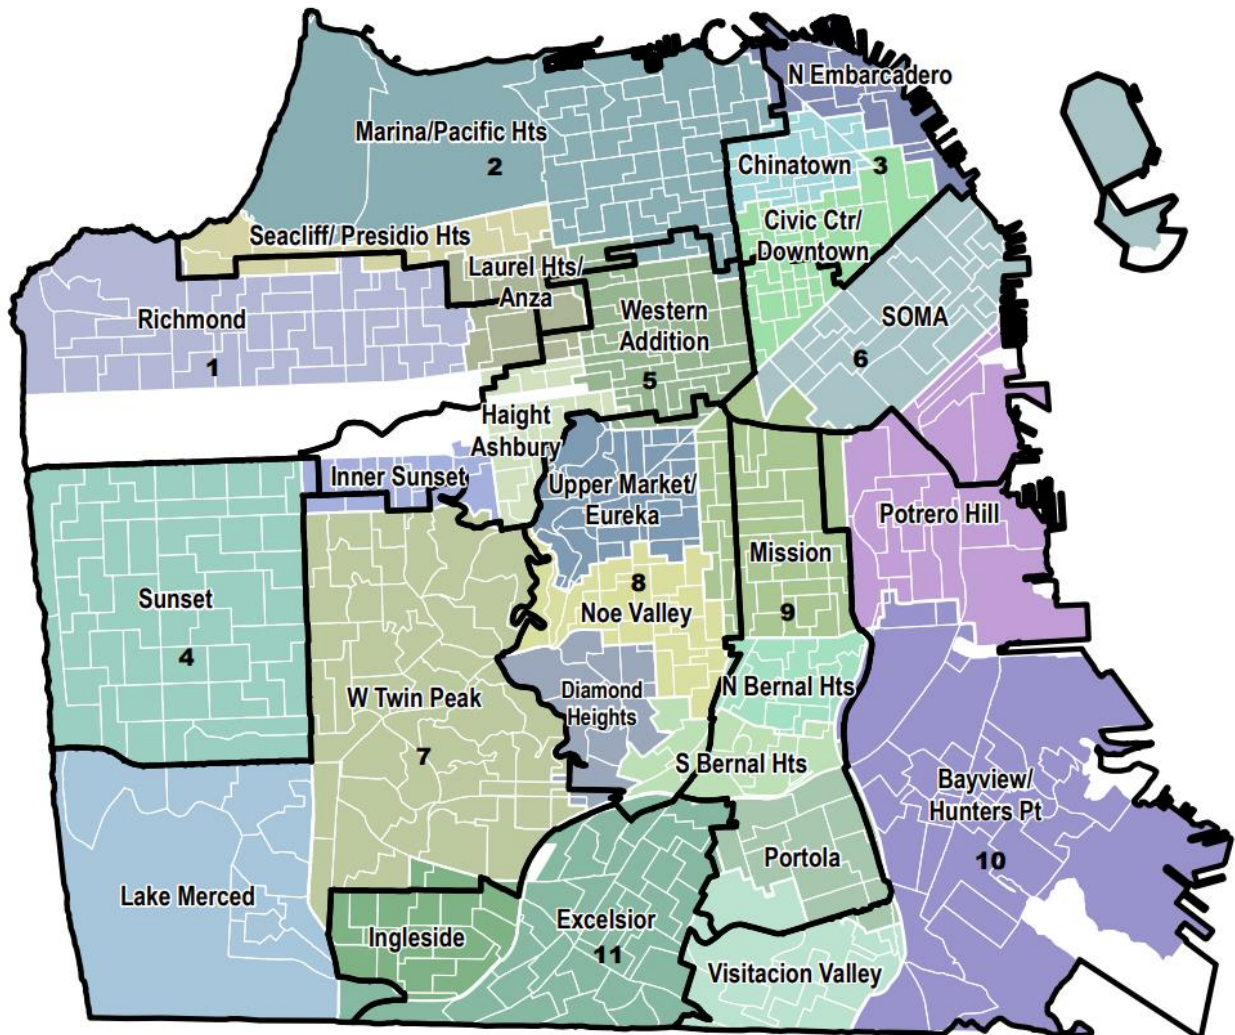 N Embarcadero
Marina/Pacific Hts
2
Chinatown
3
Seacliff/ Presidio Hts
Civic Ctr/
Downtown
Laurel Hts/
Anza
Richmond
1
Western
Addition
5
SOMA
6
Haight
Ashbury
Inner Sunset
Upper Market/
Eureka
Potrero Hill
Mission
9
8
Noe Valley
Sunset
4
W Twin Peak
7
Diamond
Heights
N Bernal Hts
S Bernal Hts
Bayview/
Hunters Pt
10
Portola
Lake Merced
Ingleside
Excelsior
11
Visitacion Valley